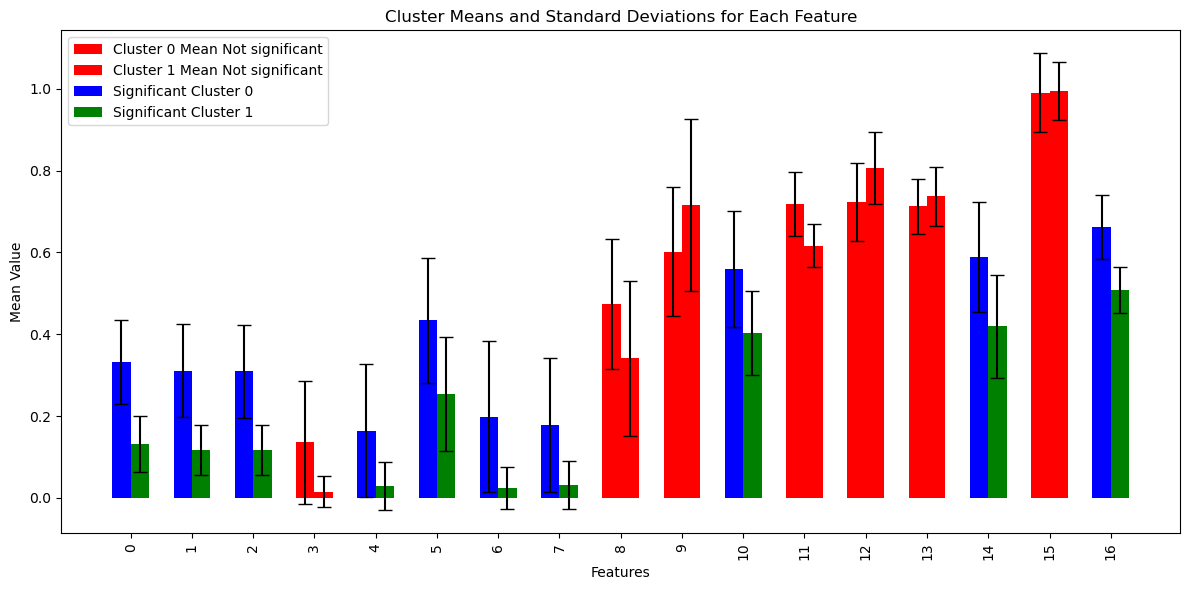 Cluster Means and Standard Deviations for Each Feature
Cluster 0 Mean Not significant
Cluster 1 Mean Not significant
Significant Cluster 0
Significant Cluster 1
Mean Value
1.0
0.8
0.6
0.4
0.2
0.0
0 1 2 3 4 5 6 7 8 9 10 11 12 13 14 15 16
Features